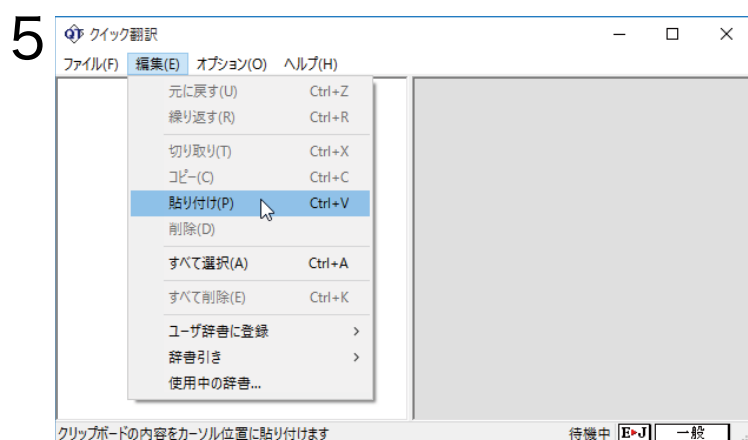 5
QT クイック翻訳
ファイル(F) 編集(E) オプション(O) ヘルプ(H)
元に戻す(U) Ctrl+Z
繰り返す(R) Ctrl+R
切り取り(T) Ctrl+X
コピー(C) Ctrl+C
貼り付け(P) Ctrl+V
削除(D)
すべて選択(A) Ctrl+A
すべて削除(E) Ctrl+K
ユーザ辞書に登録
辞書引き
使用中の辞書...
クリップボードの内容をカーソル位置に貼り付けます 待機中 E▸J 一般